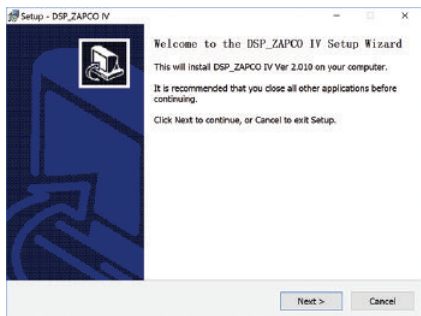 Setup - DSP_ZAPCO IV
Welcome to the DSP_ZAPCO IV Setup Wizard
This will install DSP_ZAPCO IV Ver 2.010 on your computer.
It is recommended that you close all other applications before
continuing.
Click Next to continue, or Cancel to exit Setup.
Next >
Cancel